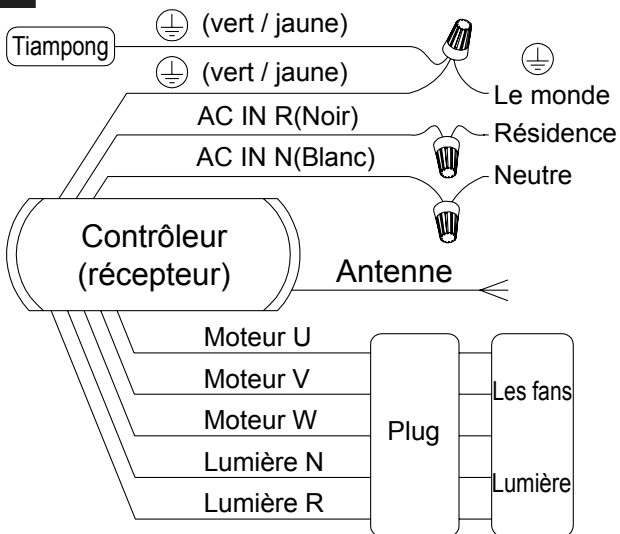 Tiampong
(vert / jaune)
(vert / jaune)
Le monde
AC IN R(Noir)
Résidence
AC IN N(Blanc)
Neutre
Contrôleur
(récepteur)
Antenne
Moteur U
Moteur V
Moteur W
Lumière N
Lumière R
Plug
Les fans
Lumière